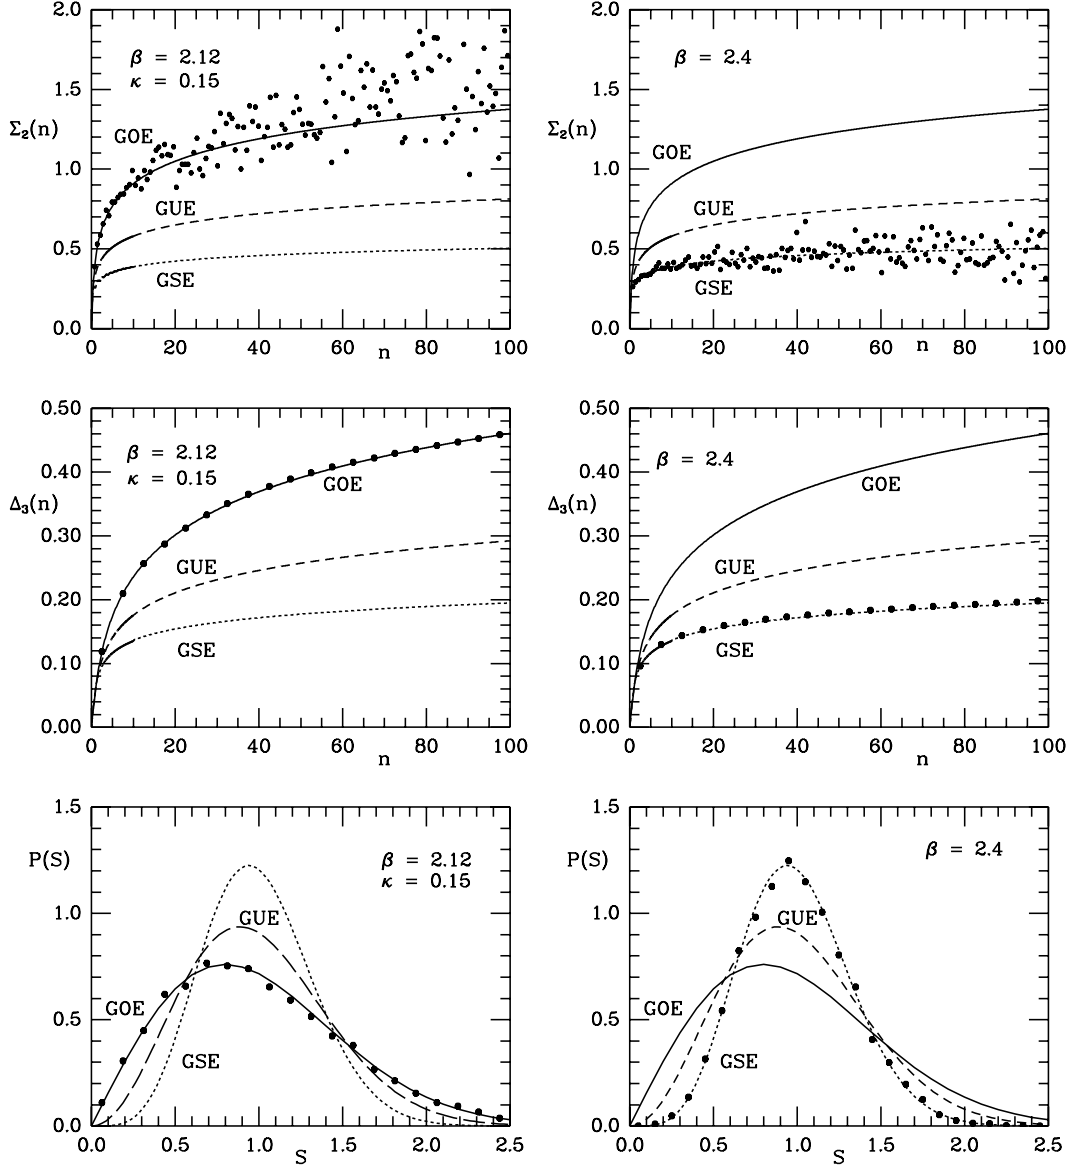 2.0
1.5
1.0
0.5
0.0
Σ₂(n)
β = 2.12
κ = 0.15
GOE
GUE
GSE
0 20 40 60 80 100
n
2.0
1.5
1.0
0.5
0.0
Σ₂(n)
β = 2.4
GOE
GUE
GSE
0 20 40 60 80 100
n
0.50
0.40
0.30
0.20
0.10
0.00
Δ₃(n)
β = 2.12
κ = 0.15
GOE
GUE
GSE
0 20 40 60 80 100
n
0.50
0.40
0.30
0.20
0.10
0.00
Δ₃(n)
β = 2.4
GOE
GUE
GSE
0 20 40 60 80 100
n
1.5
1.0
0.5
0.0
P(S)
β = 2.12
κ = 0.15
GUE
GOE
GSE
0.0 0.5 1.0 1.5 2.0 2.5
S
1.5
1.0
0.5
0.0
P(S)
β = 2.4
GUE
GOE
GSE
0.0 0.5 1.0 1.5 2.0 2.5
S